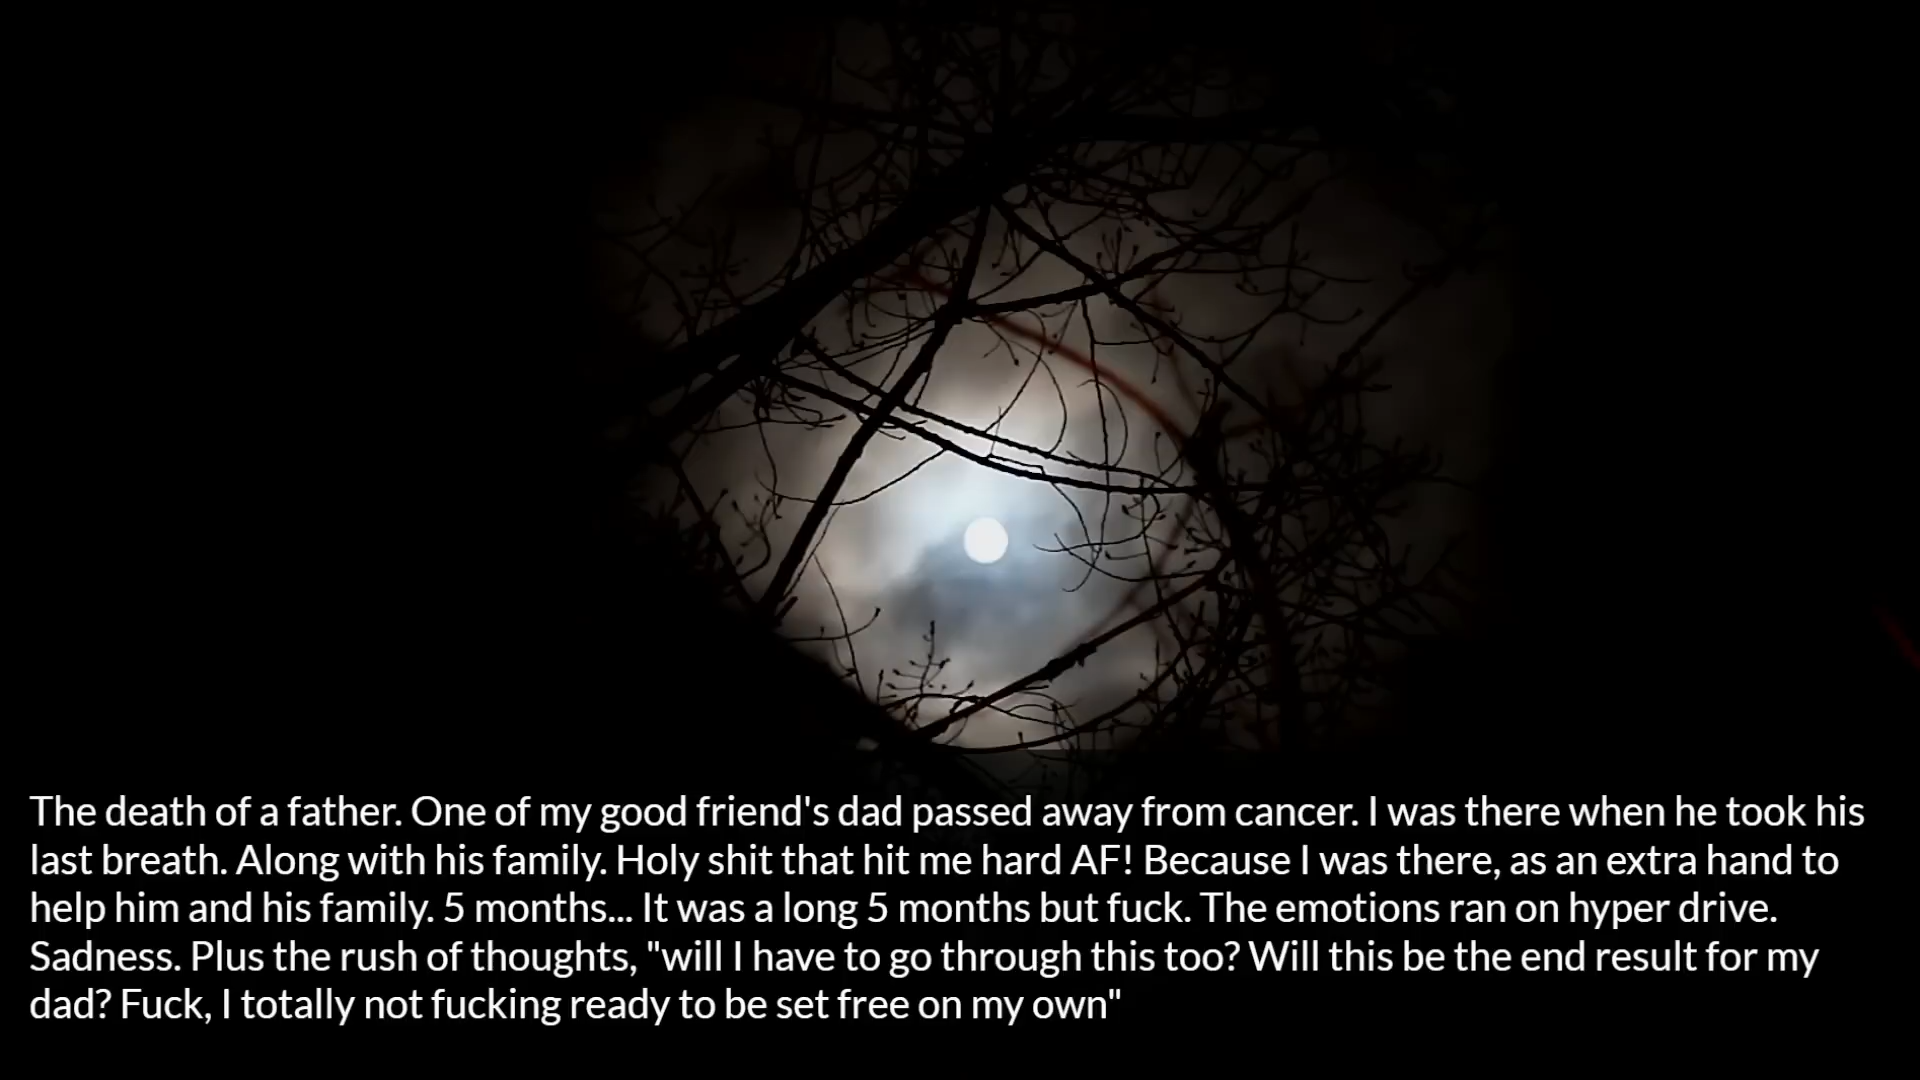 The death of a father. One of my good friend's dad passed away from cancer. I was there when he took his
last breath. Along with his family. Holy shit that hit me hard AF! Because I was there, as an extra hand to
help him and his family. 5 months... It was a long 5 months but fuck. The emotions ran on hyper drive.
Sadness. Plus the rush of thoughts, "will I have to go through this too? Will this be the end result for my
dad? Fuck, I totally not fucking ready to be set free on my own"